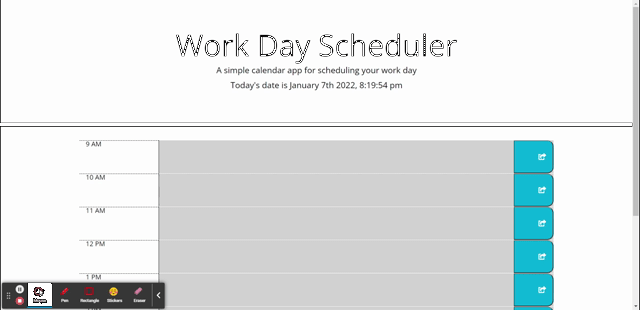 Work Day Scheduler
A simple calendar app for scheduling your work day
Today's date is January 7th 2022, 8:19:54 pm
9 AM
10 AM
11 AM
12 PM
1 PM
Pen
Rectangle
Stickers
Eraser